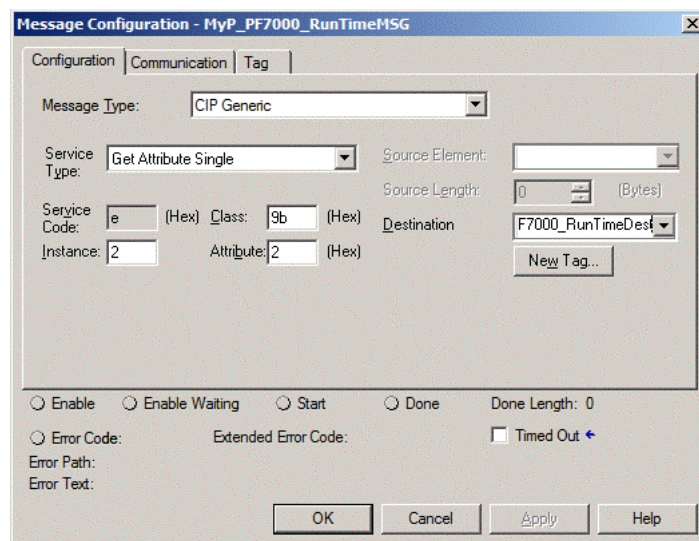 Message Configuration - MyP_PF7000_RunTimeMSG
Configuration Communication Tag
Message Type: CIP Generic
Service Type: Get Attribute Single Source Element:
Source Length: 0 (Bytes)
Service Code: e (Hex) Class: 9b (Hex) Destination F7000_RunTimeDest
Instance: 2 Attribute: 2 (Hex) New Tag...
Enable Enable Waiting Start Done Done Length: 0
Error Code: Extended Error Code: Timed Out
Error Path:
Error Text:
OK Cancel Apply Help